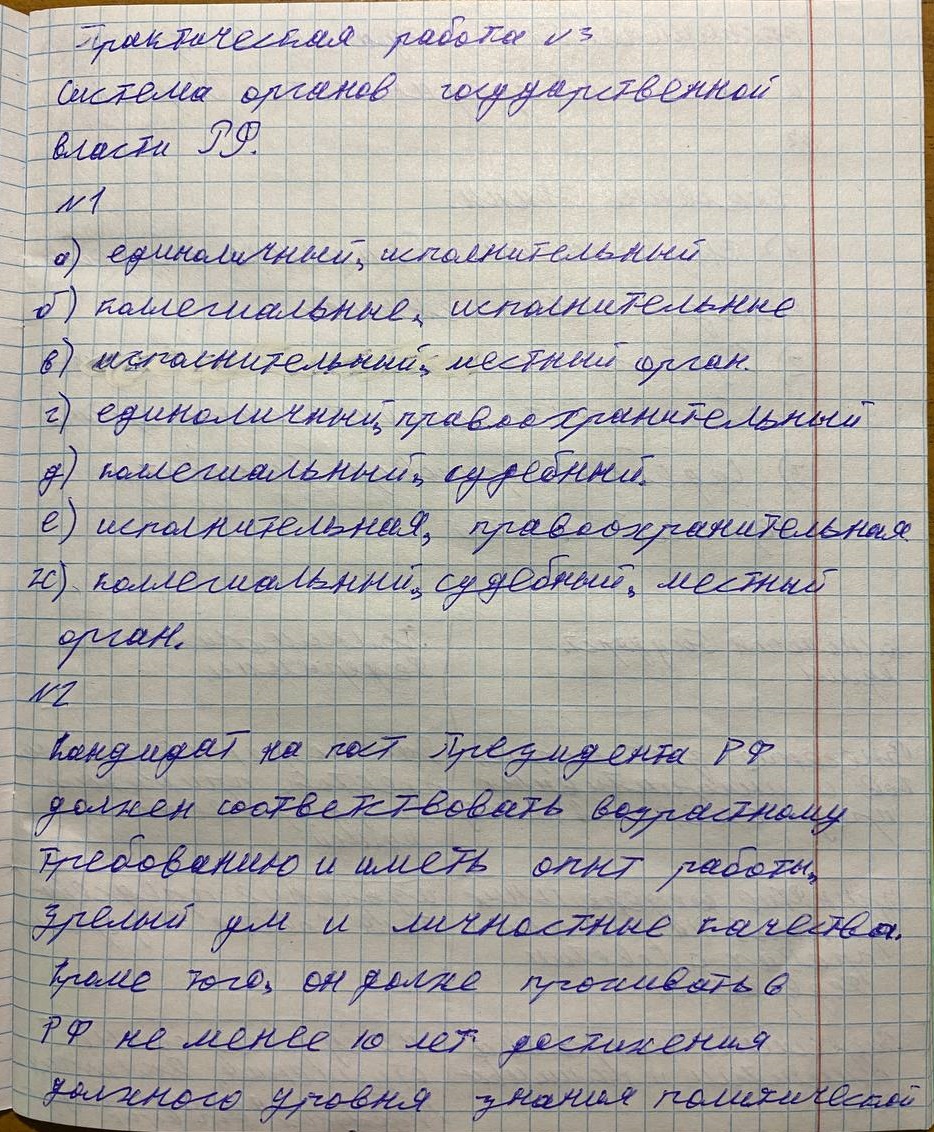 Практическая работа №3
Система органов государственной
власти РФ.
№1
а) единоличный, исполнительный
б) коллегиальные, исполнительные
в) исполнительный, местный орган.
г) единоличный, правоохранительный
д) коллегиальный, судебный.
е) исполнительная, правоохранительная.
ж) коллегиальный, судебный, местный
орган.
№2
Кандидат на пост Президента РФ
должен соответствовать возрастному
требованию и иметь опыт работы,
зрелый ум и личностные качества.
Кроме того, он долже проживать в
РФ не менее 10 лет достижения
должного уровня знания политической